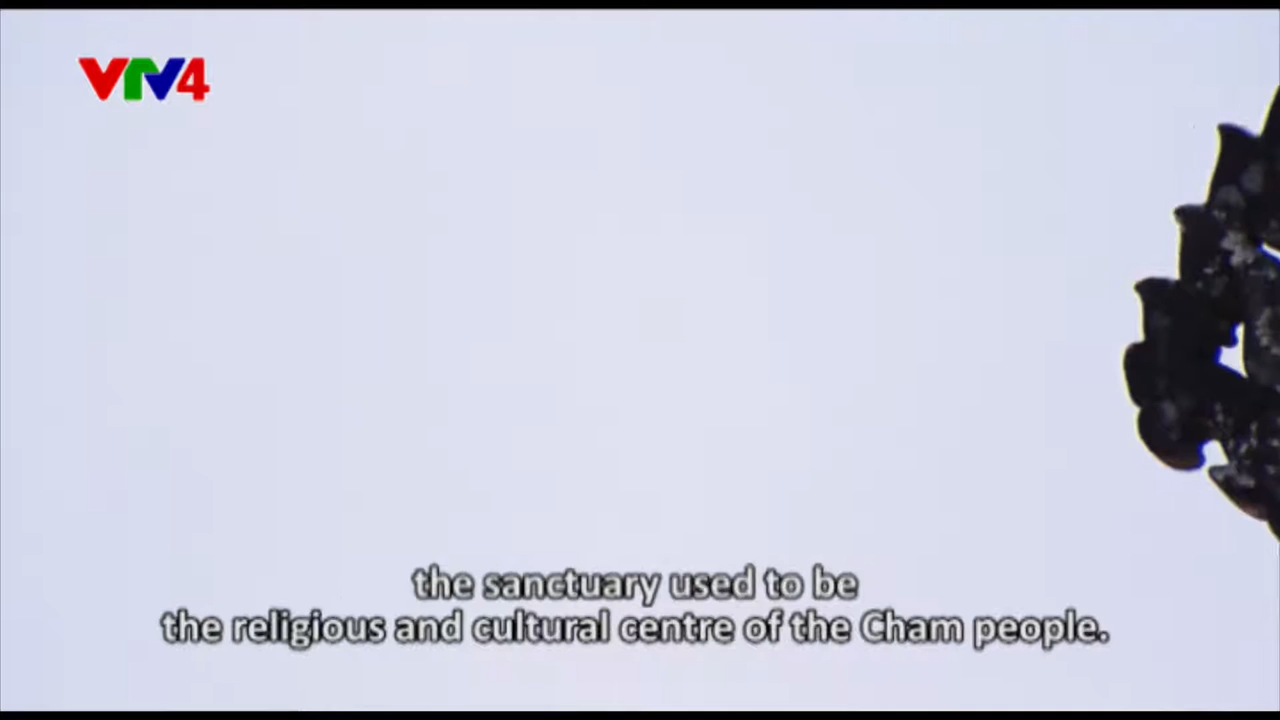 VTV4
the sanctuary used to be
the religious and cultural centre of the Cham people.